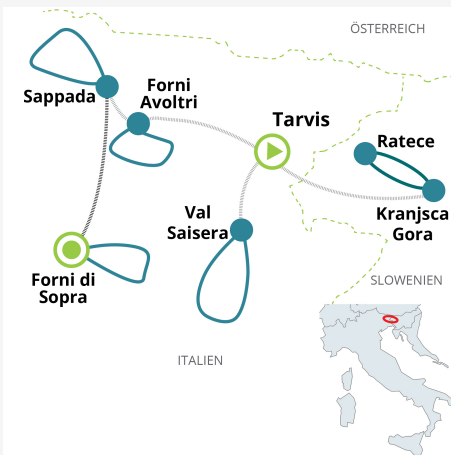 ÖSTERREICH
Sappada
Forni
Avoltri
Tarvis
Ratece
Kranjsca
Gora
Val
Saisera
Forni di
Sopra
SLOWENIEN
ITALIEN